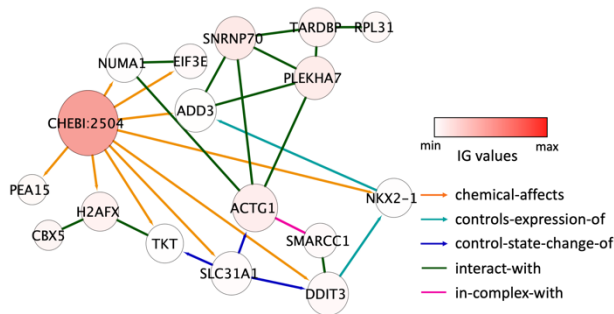 TARDBP
RPL31
SNRNP70
NUMA1
EIF3E
PLEKHA7
ADD3
CHEBI:2504
min
max
IG values
PEA15
H2AFX
ACTG1
NKX2-1
chemical-affects
CBX5
TKT
SMARCC1
controls-expression-of
control-state-change-of
SLC31A1
interact-with
DDIT3
in-complex-with